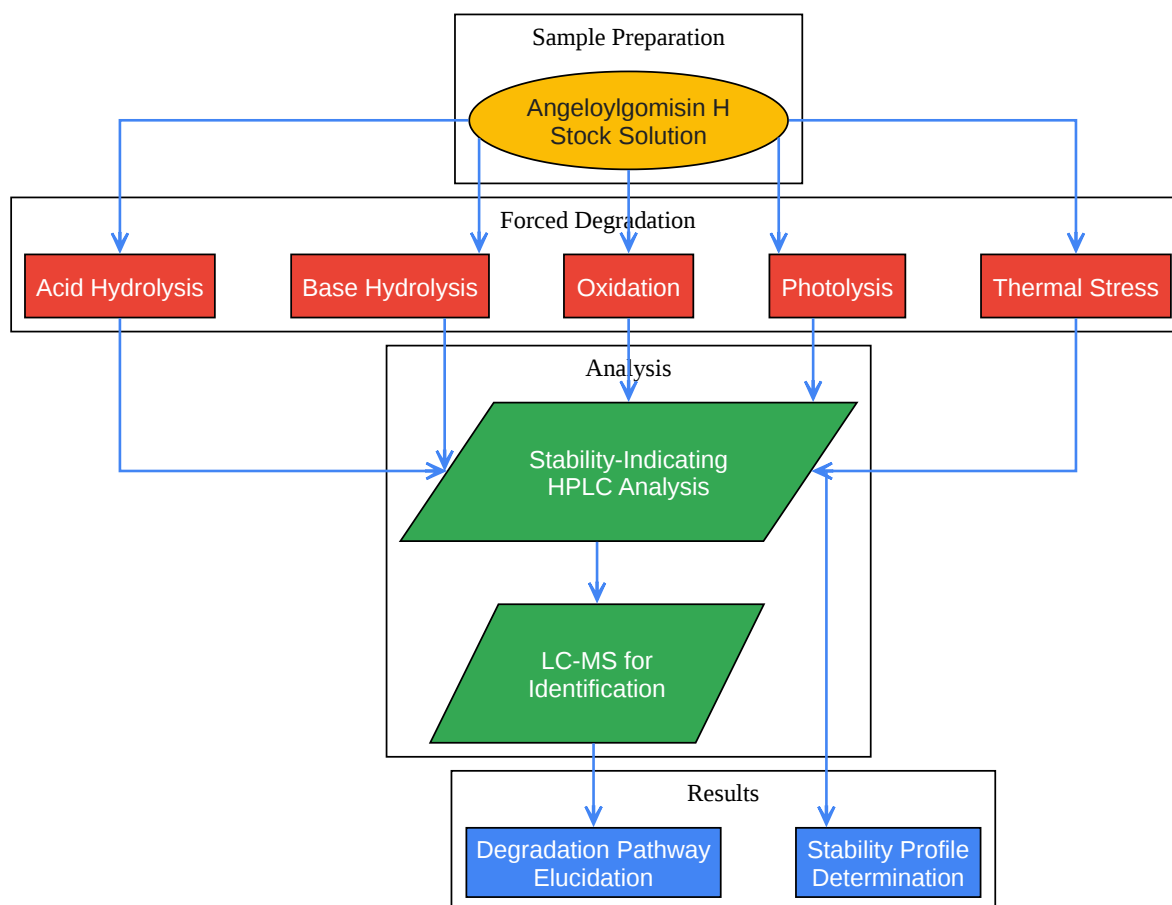 Sample Preparation
Angeloylgomisin H
Stock Solution
Forced Degradation
Acid Hydrolysis
Base Hydrolysis
Oxidation
Photolysis
Thermal Stress
Analysis
Stability-Indicating
HPLC Analysis
LC-MS for
Identification
Results
Degradation Pathway
Elucidation
Stability Profile
Determination